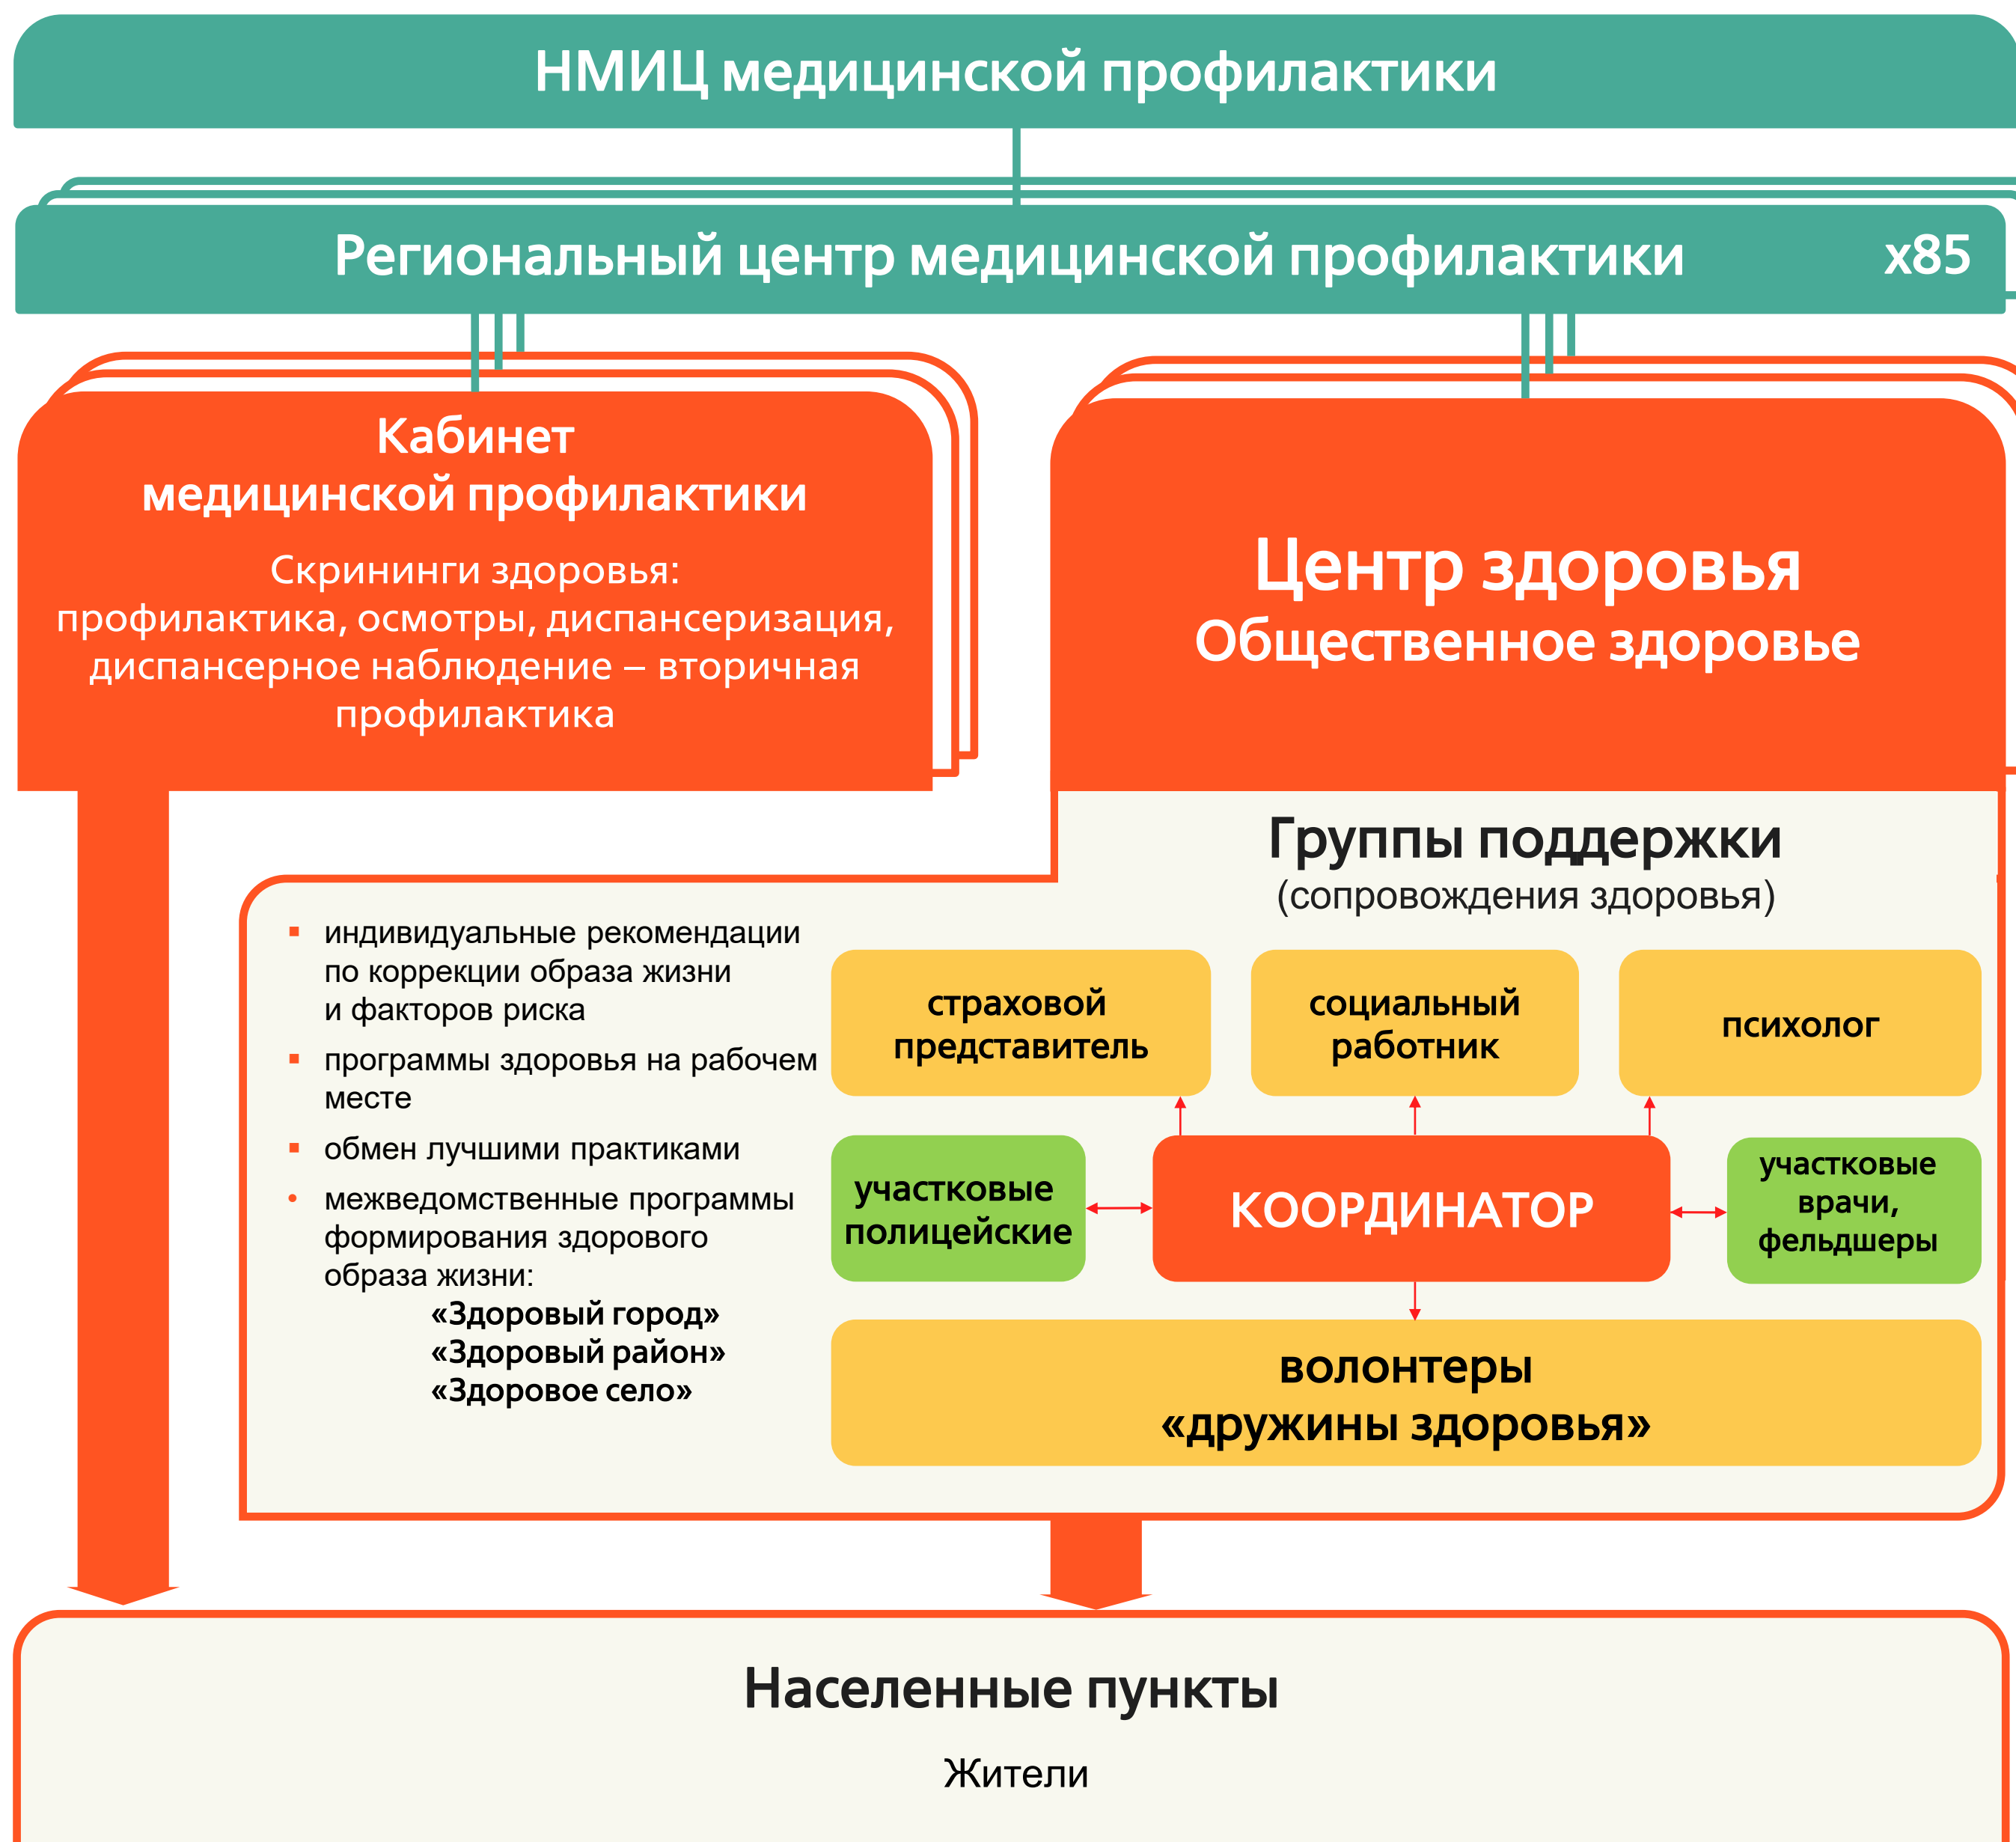 НМИЦ медицинской профилактики
Региональный центр медицинской профилактики
x85
Кабинет
медицинской профилактики
Скрининги здоровья:
профилактика, осмотры, диспансеризация,
диспансерное наблюдение – вторичная
профилактика
Центр здоровья
Общественное здоровье
Группы поддержки
(сопровождения здоровья)
индивидуальные рекомендации
по коррекции образа жизни
и факторов риска
программы здоровья на рабочем
месте
обмен лучшими практиками
межведомственные программы
формирования здорового
образа жизни:
«Здоровый город»
«Здоровый район»
«Здоровое село»
страховой
представитель
социальный
работник
психолог
участковые
полицейские
КООРДИНАТОР
участковые
врачи,
фельдшеры
волонтеры
«дружины здоровья»
Населенные пункты
Жители